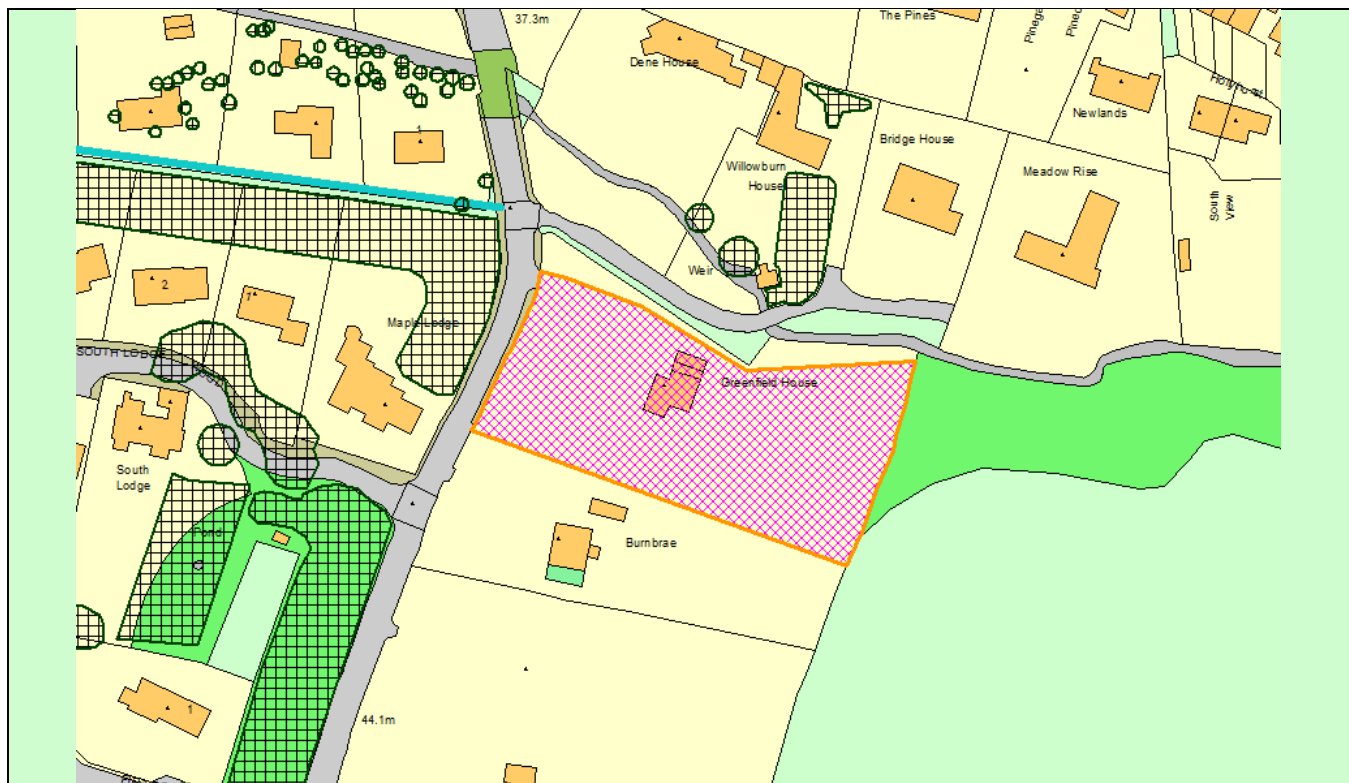 37.3m
The Pines
Dene House
Newlands
Bridge House
1
Willowburn
House
Meadow Rise
South
View
Weir
2
Maple Lodge
SOUTH LODGE
Greenfield House
South
Lodge
Pond
Burnbrae
1
44.1m